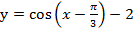 y = cos(x − π/3) − 2